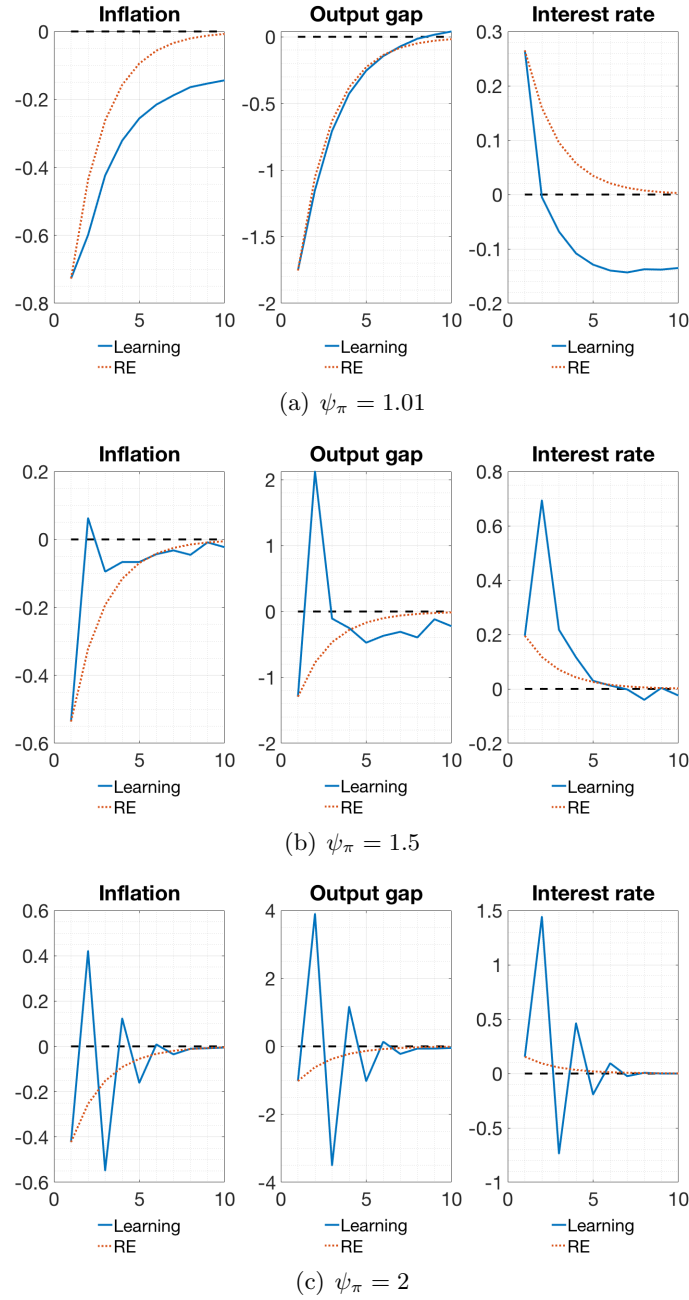 Inflation Output gap Interest rate
0 0 0.3
-0.2 -0.5 0.2
-0.4 -1 0.1
-0.6 -1.5 0
-0.8 -2 -0.1
-0.2
0 5 10 0 5 10 0 5 10
Learning Learning Learning
RE RE RE
(a) ψπ = 1.01
Inflation Output gap Interest rate
0.2 2 0.8
0 1 0.6
-0.2 0 0.4
-0.4 -1 0.2
-0.6 -2 0
-0.2
0 5 10 0 5 10 0 5 10
Learning Learning Learning
RE RE RE
(b) ψπ = 1.5
Inflation Output gap Interest rate
0.6 4 1.5
0.4 2 1
0.2 0 0.5
0 -2 0
-0.2 -4 -0.5
-0.4 -6 -1
-0.6
0 5 10 0 5 10 0 5 10
Learning Learning Learning
RE RE RE
(c) ψπ = 2